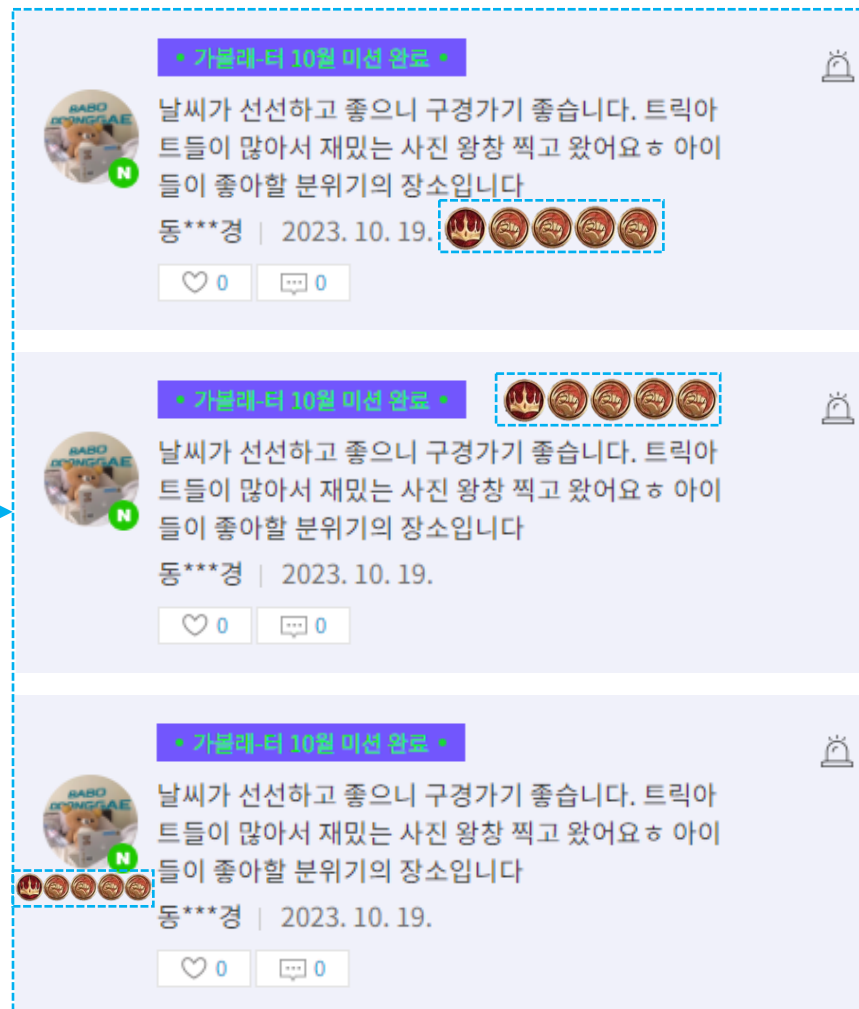 • 가볼래-터 10월 미션 완료 •
BABO
DOONGGAE
N
날씨가 선선하고 좋으니 구경가기 좋습니다. 트릭아
트들이 많아서 재밌는 사진 왕창 찍고 왔어요ㅎ 아이
들이 좋아할 분위기의 장소입니다
동***경 | 2023. 10. 19.
0 0
• 가볼래-터 10월 미션 완료 •
BABO
DOONGGAE
N
날씨가 선선하고 좋으니 구경가기 좋습니다. 트릭아
트들이 많아서 재밌는 사진 왕창 찍고 왔어요ㅎ 아이
들이 좋아할 분위기의 장소입니다
동***경 | 2023. 10. 19.
0 0
• 가볼래-터 10월 미션 완료 •
BABO
DOONGGAE
N
날씨가 선선하고 좋으니 구경가기 좋습니다. 트릭아
트들이 많아서 재밌는 사진 왕창 찍고 왔어요ㅎ 아이
들이 좋아할 분위기의 장소입니다
동***경 | 2023. 10. 19.
0 0